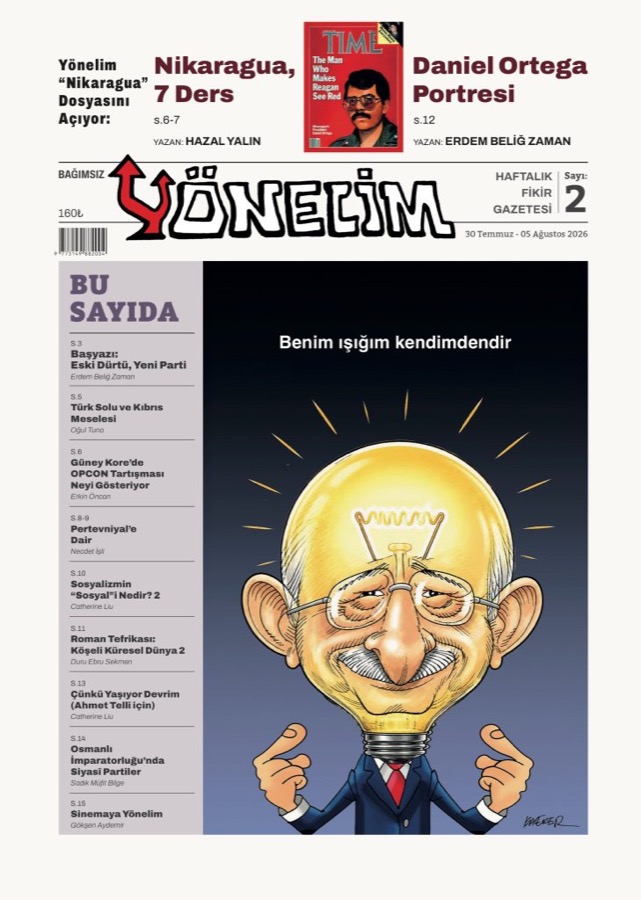 Yönelim
“Nikaragua”
Dosyasını
Açıyor:
Nikaragua,
7 Ders
s.6-7
YAZAN: HAZAL YALIN
TIME
The Man
Who
Makes
Reagan
See Red
Daniel Ortega
Portresi
s.12
YAZAN: ERDEM BELİĞ ZAMAN
BAĞIMSIZ
160₺
YÖNELİM
HAFTALIK
FİKİR
GAZETESİ
Sayı:
2
30 Temmuz - 05 Ağustos 2026
BU
SAYIDA
S.3
Başyazı:
Eski Dürtü, Yeni Parti
Erdem Beliğ Zaman
S.5
Türk Solu ve Kıbrıs
Meselesi
Oğul Tuna
S.6
Güney Kore’de
OPCON Tartışması
Neyi Gösteriyor
Erkin Öncan
S.8-9
Pertevniyal’e
Dair
Necdet İşli
S.10
Sosyalizmin
“Sosyal”i Nedir? 2
Catherine Liu
S.11
Roman Tefrikası:
Köşeli Küresel Dünya 2
Duru Ebru Sekmen
S.13
Çünkü Yaşıyor Devrim
(Ahmet Telli için)
Catherine Liu
S.14
Osmanlı
İmparatorluğu’nda
Siyasi Partiler
Sadık Müfit Bilge
S.15
Sinemaya Yönelim
Gökşen Aydemir
Benim ışığım kendimdendir